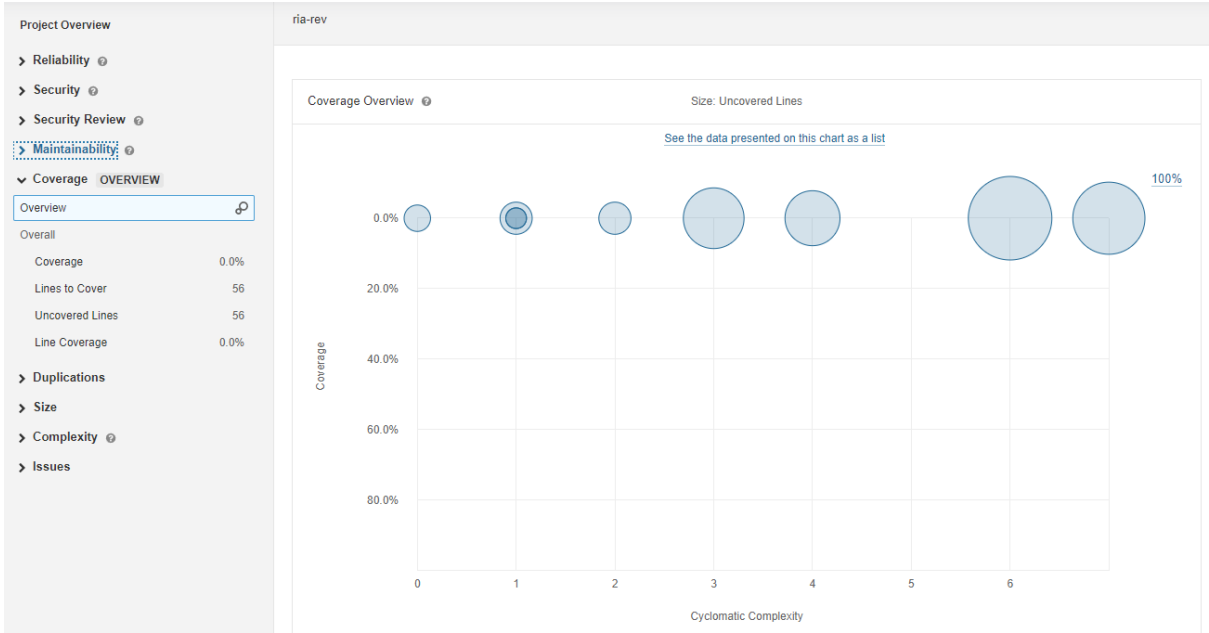 Project Overview
Reliability
Security
Security Review
Maintainability
Coverage OVERVIEW
Overview
Overall
Coverage 0.0%
Lines to Cover 56
Uncovered Lines 56
Line Coverage 0.0%
Duplications
Size
Complexity
Issues
ria-rev
Coverage Overview Size: Uncovered Lines
See the data presented on this chart as a list
100%
0.0%
20.0%
40.0%
60.0%
80.0%
Coverage
0 1 2 3 4 5 6
Cyclomatic Complexity